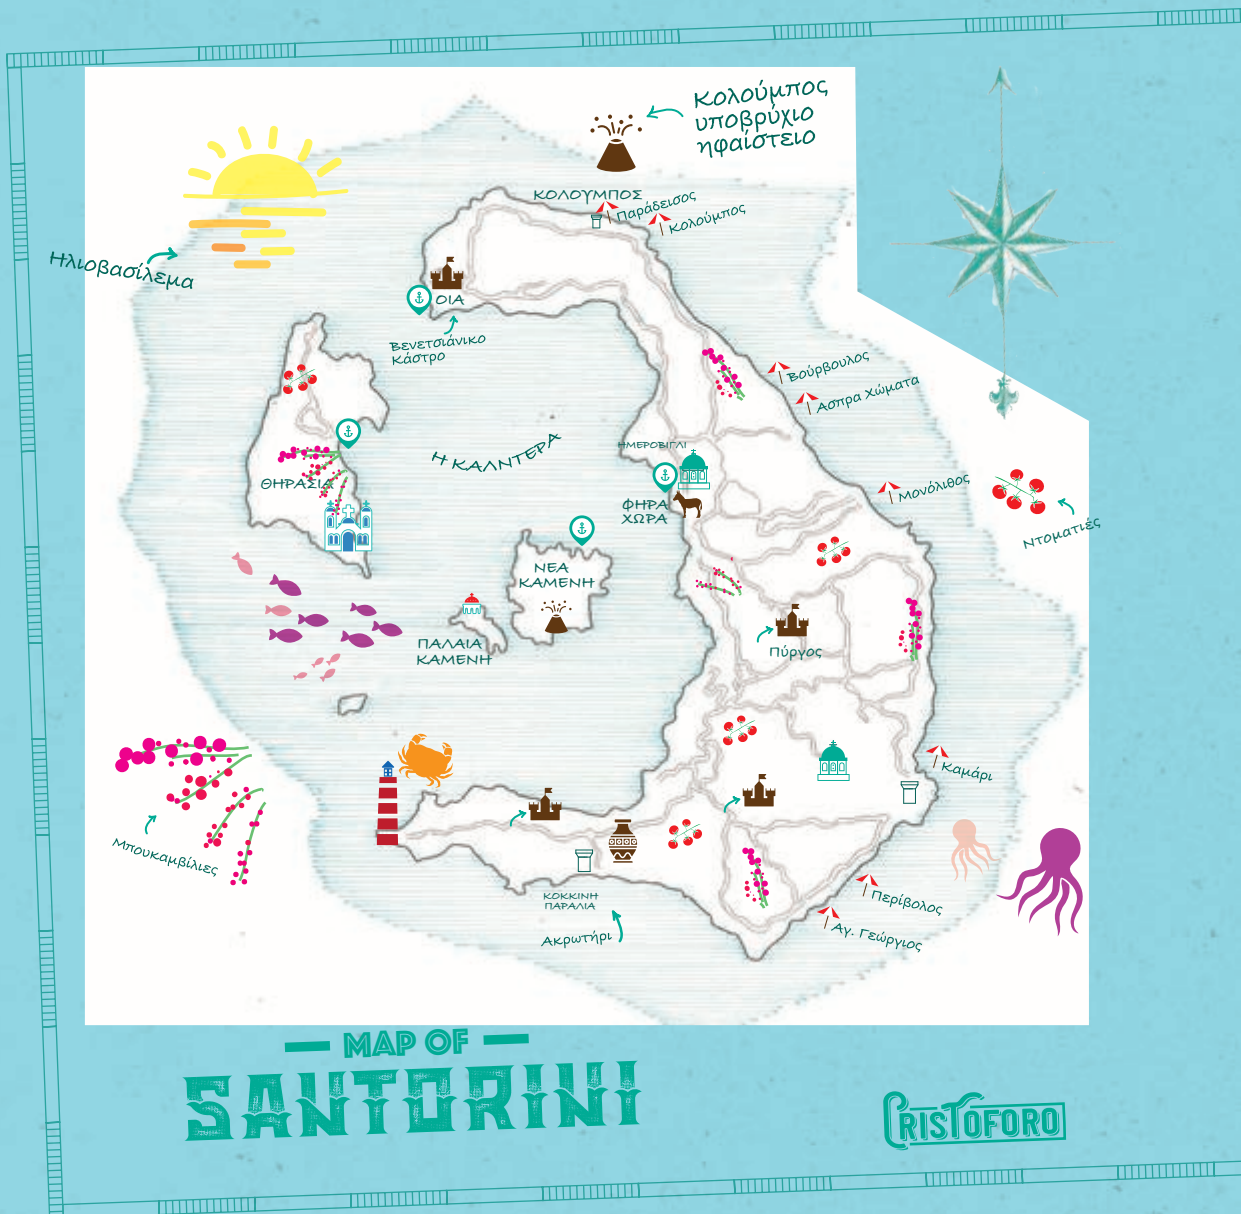 Κολούμπος
υποβρύχιο
ηφαίστειο
ΚΟΛΟΥΜΠΟΣ
Παράδεισος
Κολούμπος
Ηλιοβασίλεμα
ΟΙΑ
Βενετσιάνικο
Κάστρο
Βούρβουλος
Ασπρα Χώματα
Η ΚΑΛΝΤΕΡΑ
ΗΜΕΡΟΒΙΓΛΙ
ΘΗΡΑΣΙΑ
ΦΗΡΑ
ΧΩΡΑ
Μονόλιθος
Ντοματιές
ΝΕΑ
ΚΑΜΕΝΗ
ΠΑΛΑΙΑ
ΚΑΜΕΝΗ
Πύργος
Καμάρι
Μπουκαμβίλιες
ΚΟΚΚΙΝΗ
ΠΑΡΑΛΙΑ
Ακρωτήρι
Περίβολος
Αγ. Γεώργιος
MAP OF
SANTORINI
CRISTOFORO